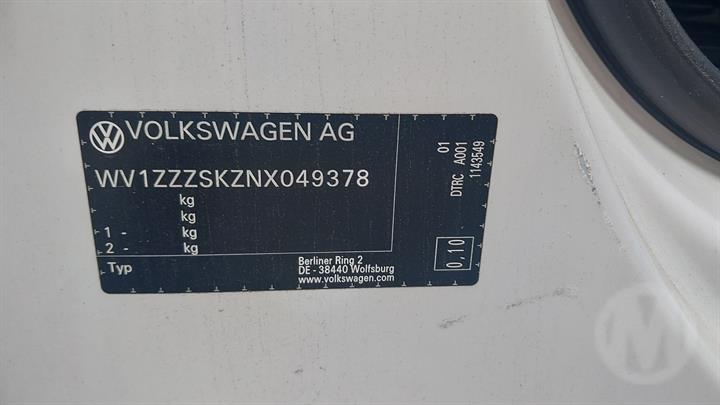 VOLKSWAGEN AG
WV1ZZZSKZNX049378
kg
kg
1 - kg
2 - kg
Typ
Berliner Ring 2
DE - 38440 Wolfsburg
www.volkswagen.com
01
DTRC A001
1143549
0,10